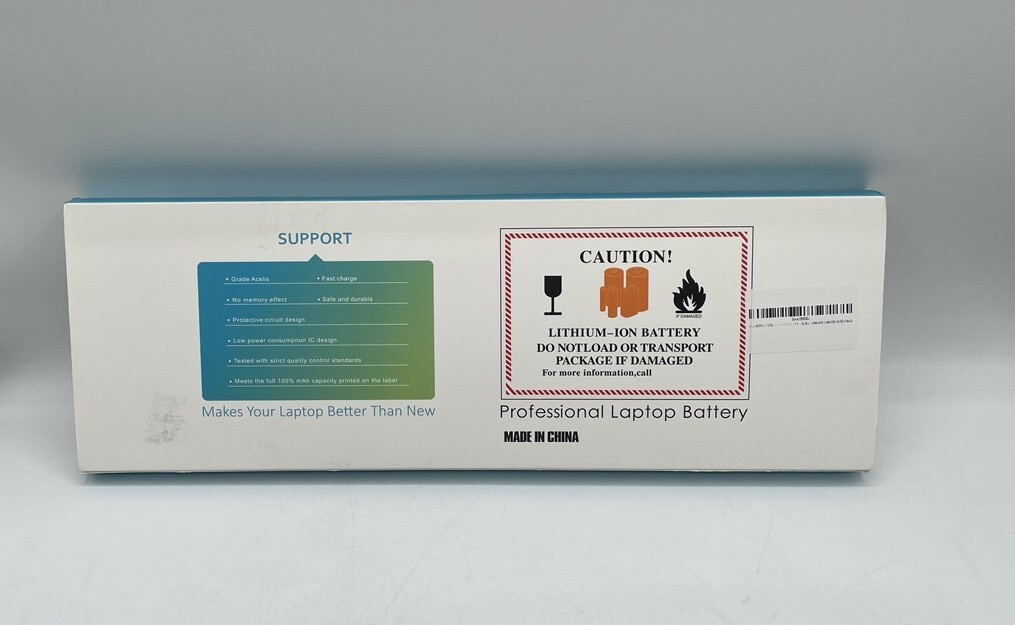 SUPPORT
• Grade Acells
• Fast charge
• No memory effect
• Safe and durable
• Protective circuit design
• Low power consumpnon IC design
• Tested with strict quality control standards
• Meets the full 100% mAh capacity printed on the label
Makes Your Laptop Better Than New
CAUTION!
IF DAMAGED
LITHIUM-ION BATTERY
DO NOTLOAD OR TRANSPORT
PACKAGE IF DAMAGED
For more information,call
Professional Laptop Battery
MADE IN CHINA